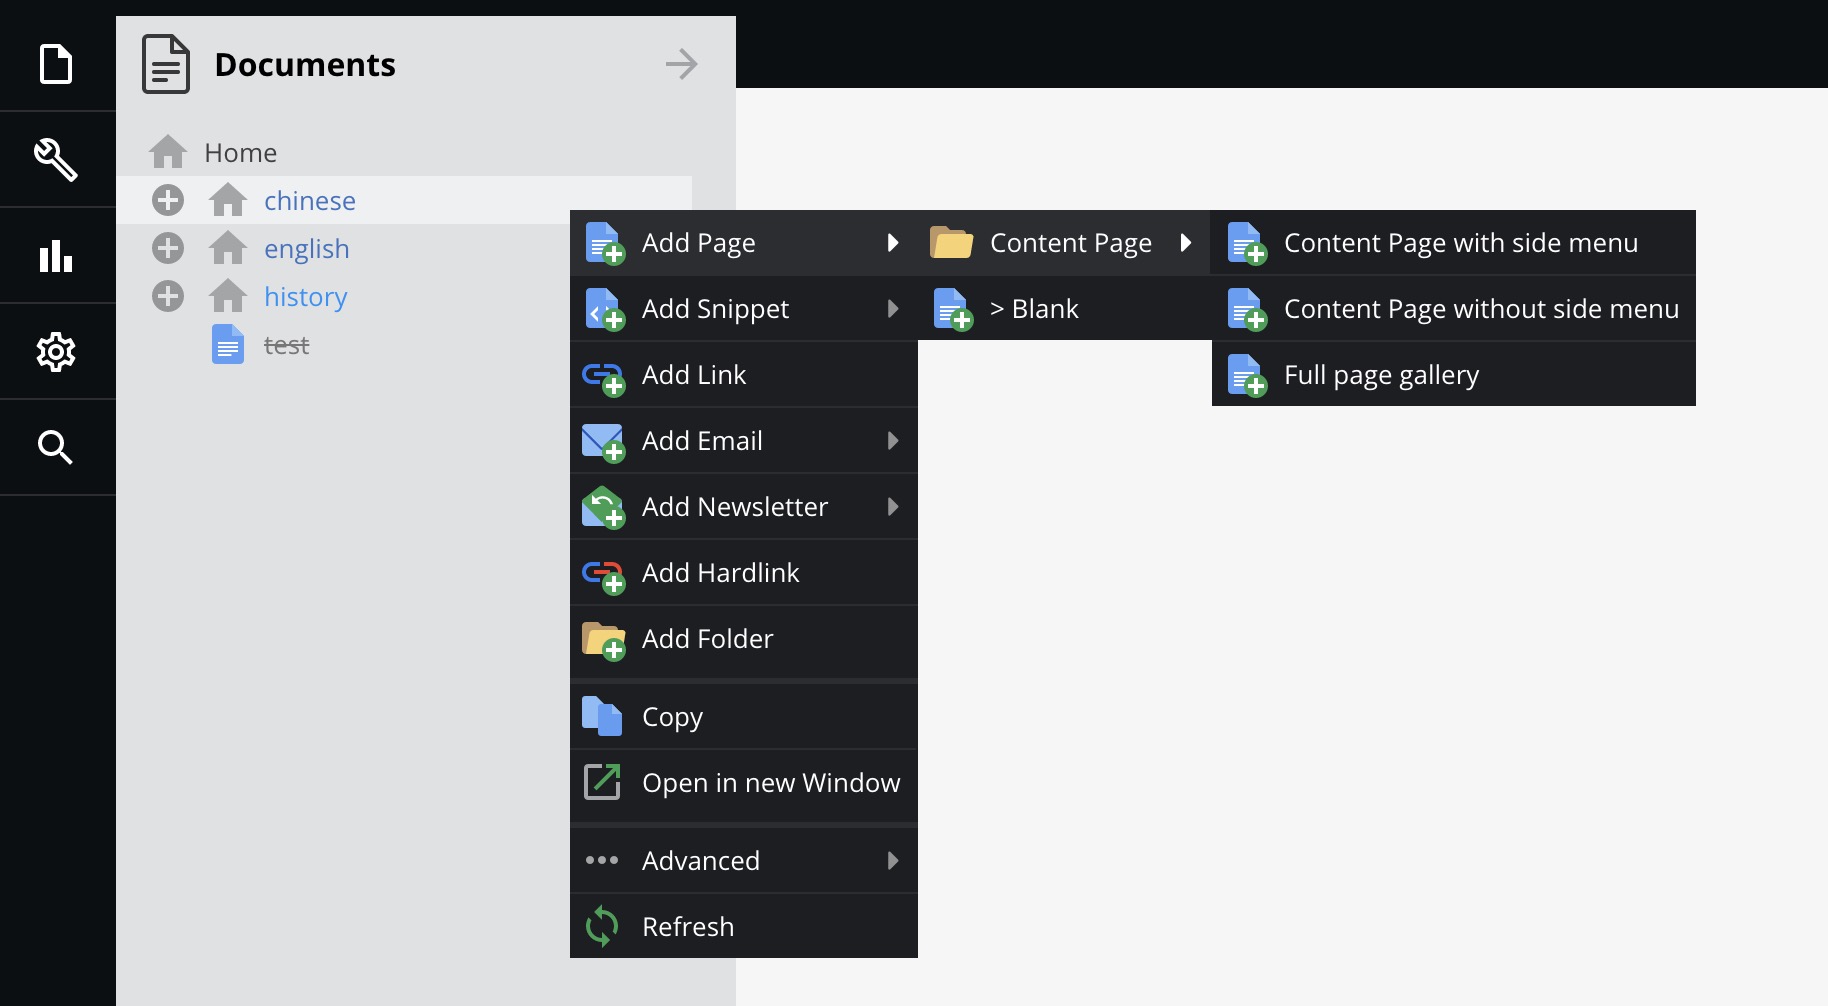 Documents
Home
chinese
english
history
test
Add Page
Add Snippet
Add Link
Add Email
Add Newsletter
Add Hardlink
Add Folder
Copy
Open in new Window
Advanced
Refresh
Content Page
> Blank
Content Page with side menu
Content Page without side menu
Full page gallery